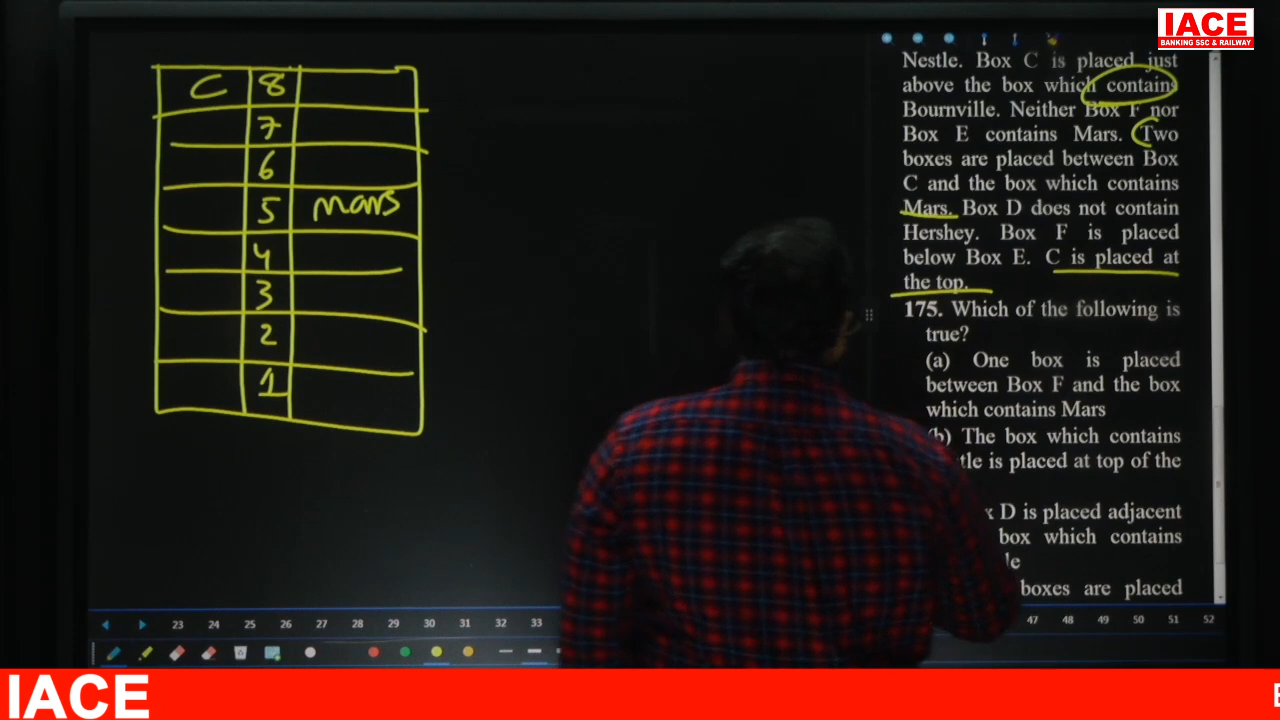 IACE
BANKING SSC & RAILWAY
C 8
7
6
5 mars
4
3
2
1
Nestle. Box C is placed just
above the box which contains
Bournville. Neither Box F nor
Box E contains Mars. Two
boxes are placed between Box
C and the box which contains
Mars. Box D does not contain
Hershey. Box F is placed
below Box E. C is placed at
the top.
175. Which of the following is
true?
(a) One box is placed
between Box F and the box
which contains Mars
(b) The box which contains
tle is placed at top of the
x D is placed adjacent
box which contains
le
boxes are placed
23 24 25 26 27 28 29 30 31 32 33 47 48 49 50 51 52
IACE